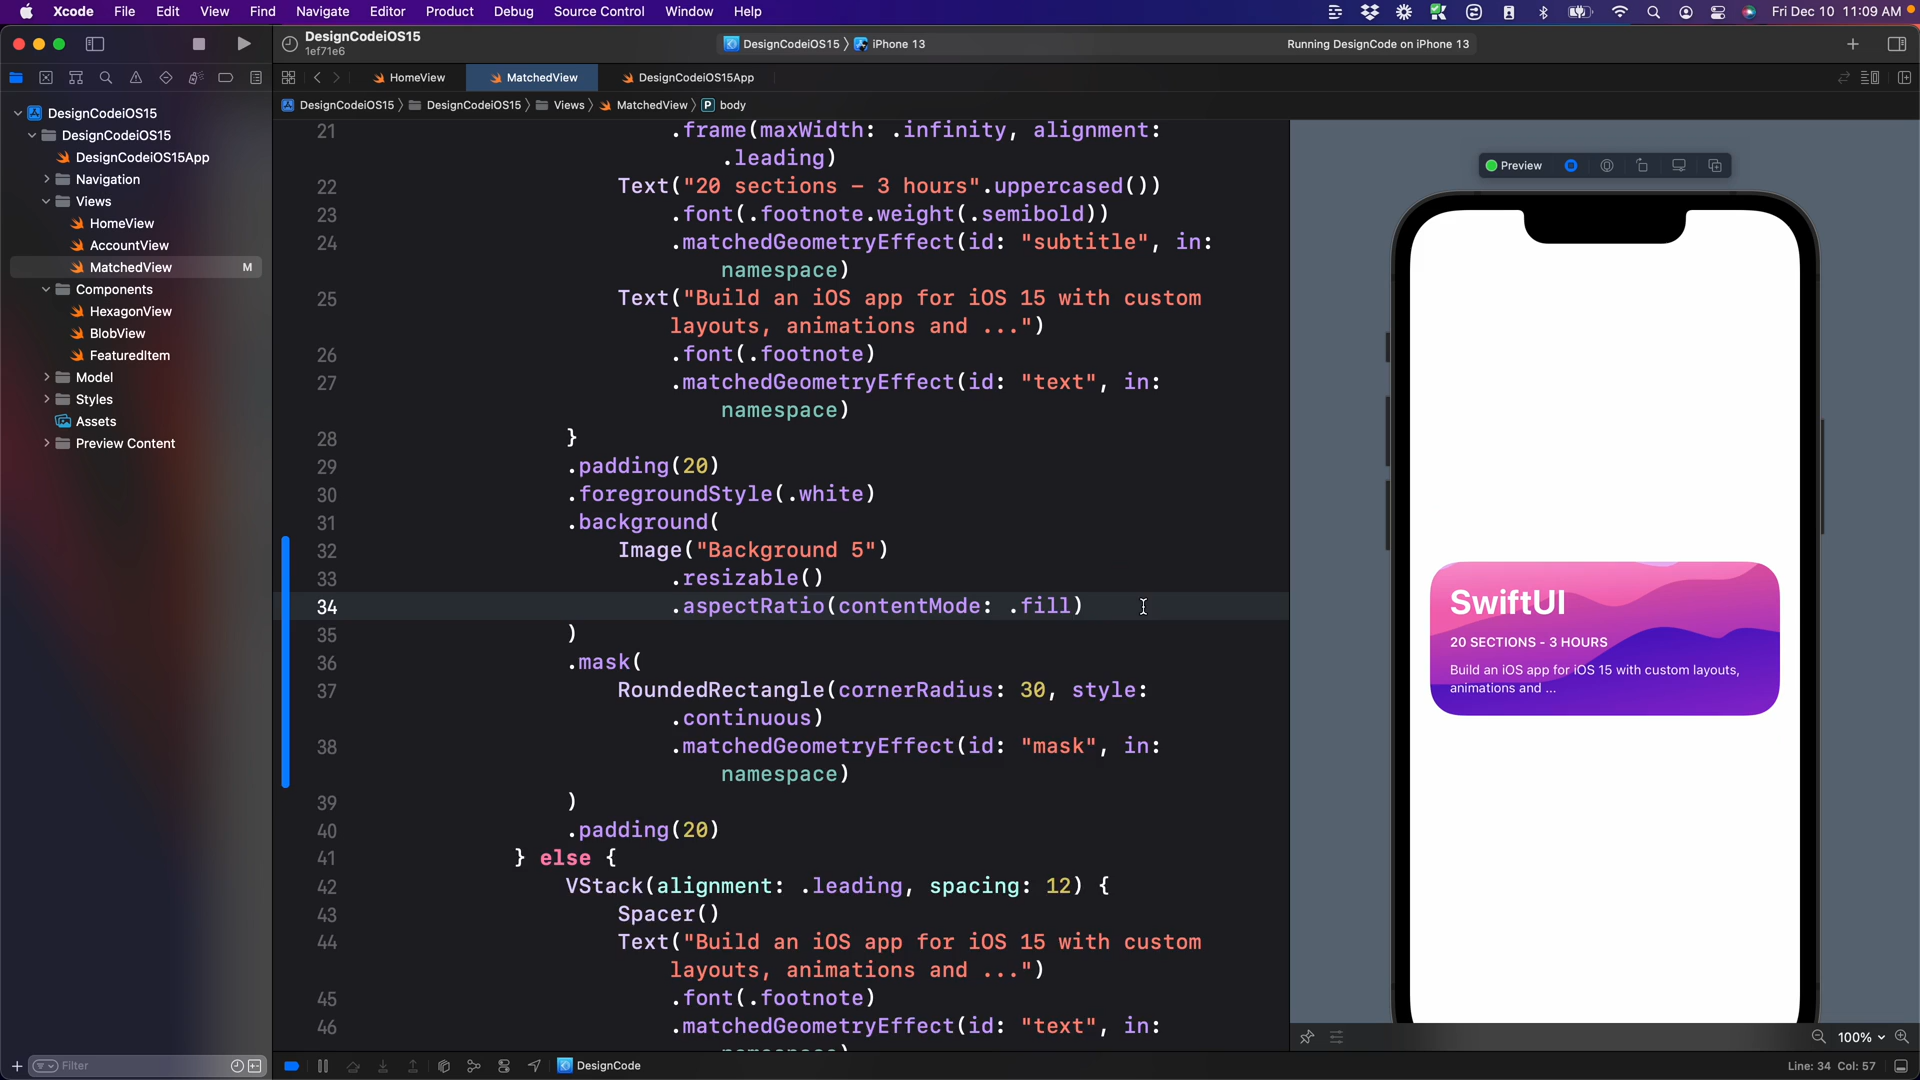 Xcode File Edit View Find Navigate Editor Product Debug Source Control Window Help Fri Dec 10 11:09 AM
DesignCodeiOS15
1ef71e6
DesignCodeiOS15 iPhone 13
Running DesignCode on iPhone 13
HomeView
MatchedView
DesignCodeiOS15App
DesignCodeiOS15 DesignCodeiOS15 Views MatchedView P body
DesignCodeiOS15
DesignCodeiOS15
DesignCodeiOS15App
Navigation
Views
HomeView
AccountView
MatchedView M
Components
HexagonView
BlobView
FeaturedItem
Model
Styles
Assets
Preview Content
Filter
21 .frame(maxWidth: .infinity, alignment:
.leading)
22 Text("20 sections – 3 hours".uppercased())
23 .font(.footnote.weight(.semibold))
24 .matchedGeometryEffect(id: "subtitle", in:
namespace)
25 Text("Build an iOS app for iOS 15 with custom
layouts, animations and ...")
26 .font(.footnote)
27 .matchedGeometryEffect(id: "text", in:
namespace)
28 }
29 .padding(20)
30 .foregroundStyle(.white)
31 .background(
32 Image("Background 5")
33 .resizable()
34 .aspectRatio(contentMode: .fill)
35 )
36 .mask(
37 RoundedRectangle(cornerRadius: 30, style:
.continuous)
38 .matchedGeometryEffect(id: "mask", in:
namespace)
39 )
40 .padding(20)
41 } else {
42 VStack(alignment: .leading, spacing: 12) {
43 Spacer()
44 Text("Build an iOS app for iOS 15 with custom
layouts, animations and ...")
45 .font(.footnote)
46 .matchedGeometryEffect(id: "text", in:
namespace)
Preview
SwiftUI
20 SECTIONS - 3 HOURS
Build an iOS app for iOS 15 with custom layouts,
animations and ...
100%
DesignCode
Line: 34 Col: 57